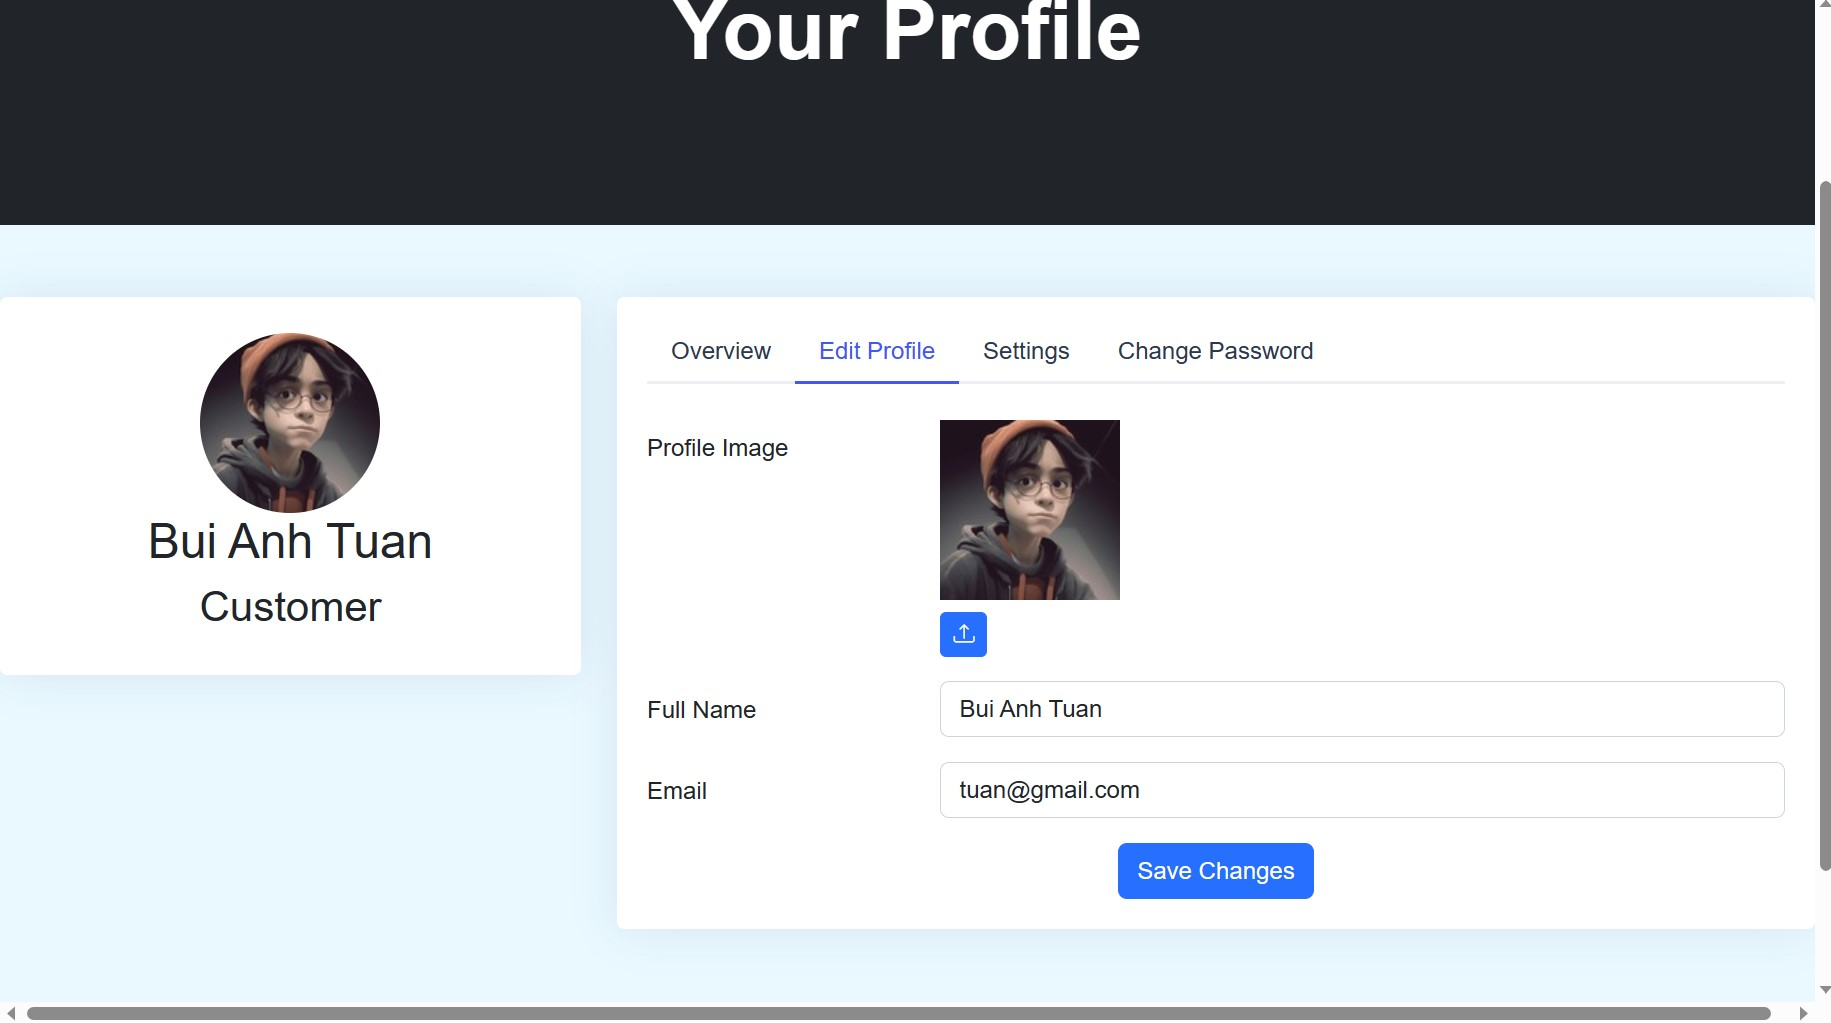 Your Profile
Bui Anh Tuan
Customer
Overview Edit Profile Settings Change Password
Profile Image
Full Name Bui Anh Tuan
Email tuan@gmail.com
Save Changes